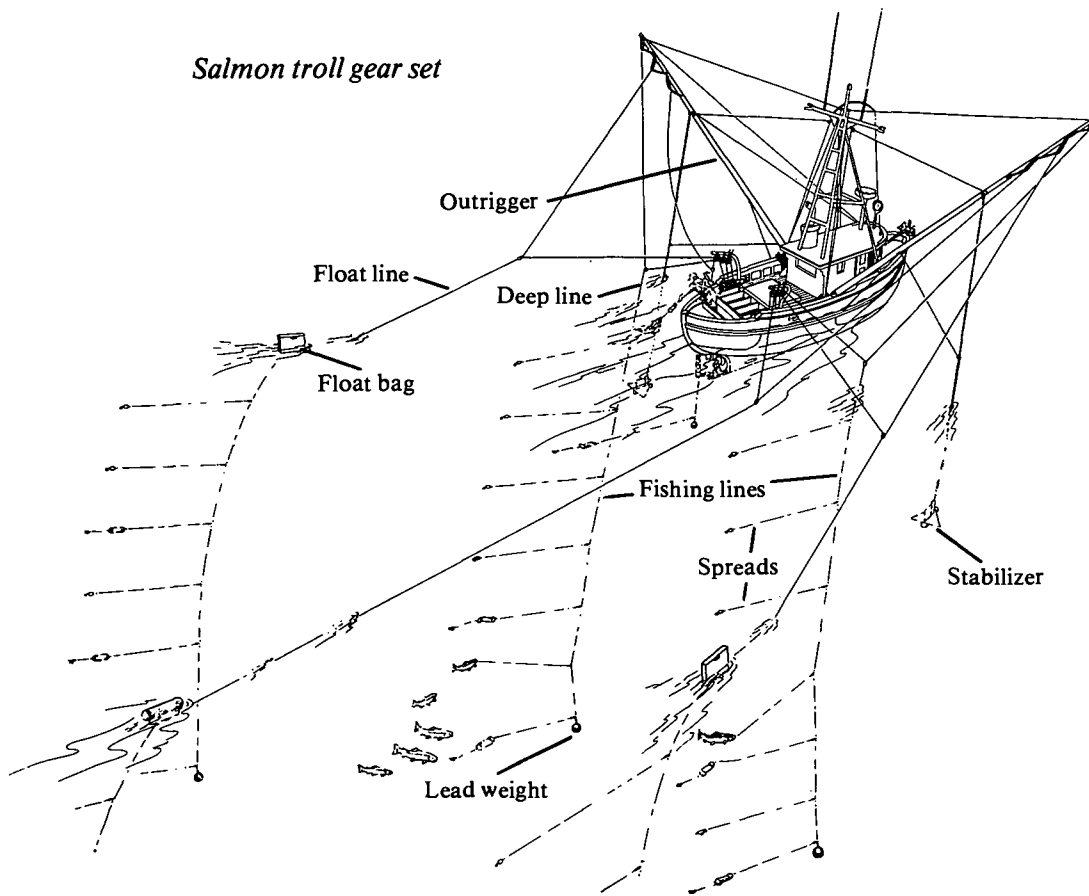 Salmon troll gear set
Outrigger
Float line
Deep line
Float bag
Fishing lines
Spreads
Stabilizer
Lead weight